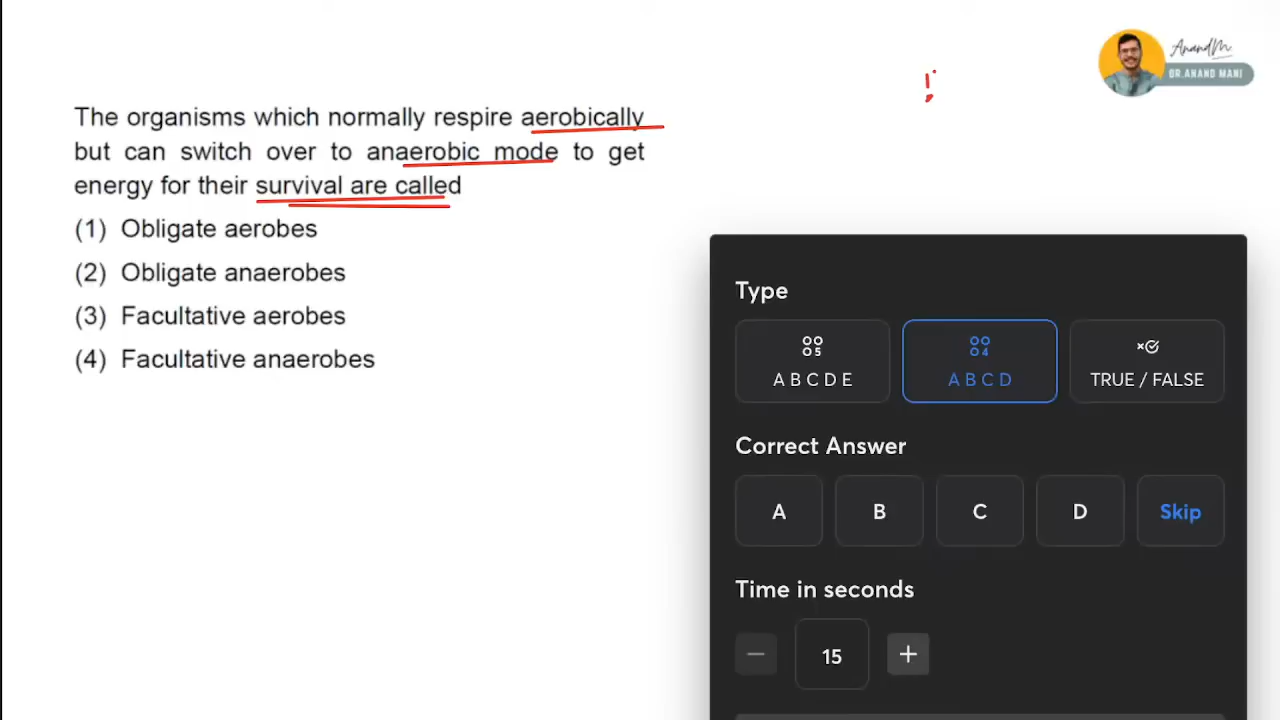 AnandM.
DR.ANAND MANI
The organisms which normally respire aerobically
but can switch over to anaerobic mode to get
energy for their survival are called
(1) Obligate aerobes
(2) Obligate anaerobes
(3) Facultative aerobes
(4) Facultative anaerobes
Type
5
A B C D E
4
A B C D
TRUE / FALSE
Correct Answer
A
B
C
D
Skip
Time in seconds
15